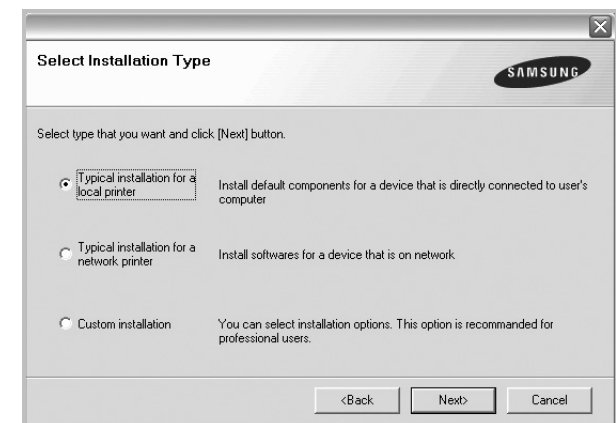 Select Installation Type
SAMSUNG
Select type that you want and click [Next] button.
Typical installation for a
local printer
Install default components for a device that is directly connected to user's
computer
Typical installation for a
network printer
Install softwares for a device that is on network
Custom installation
You can select installation options. This option is recommanded for
professional users.
<Back
Next>
Cancel